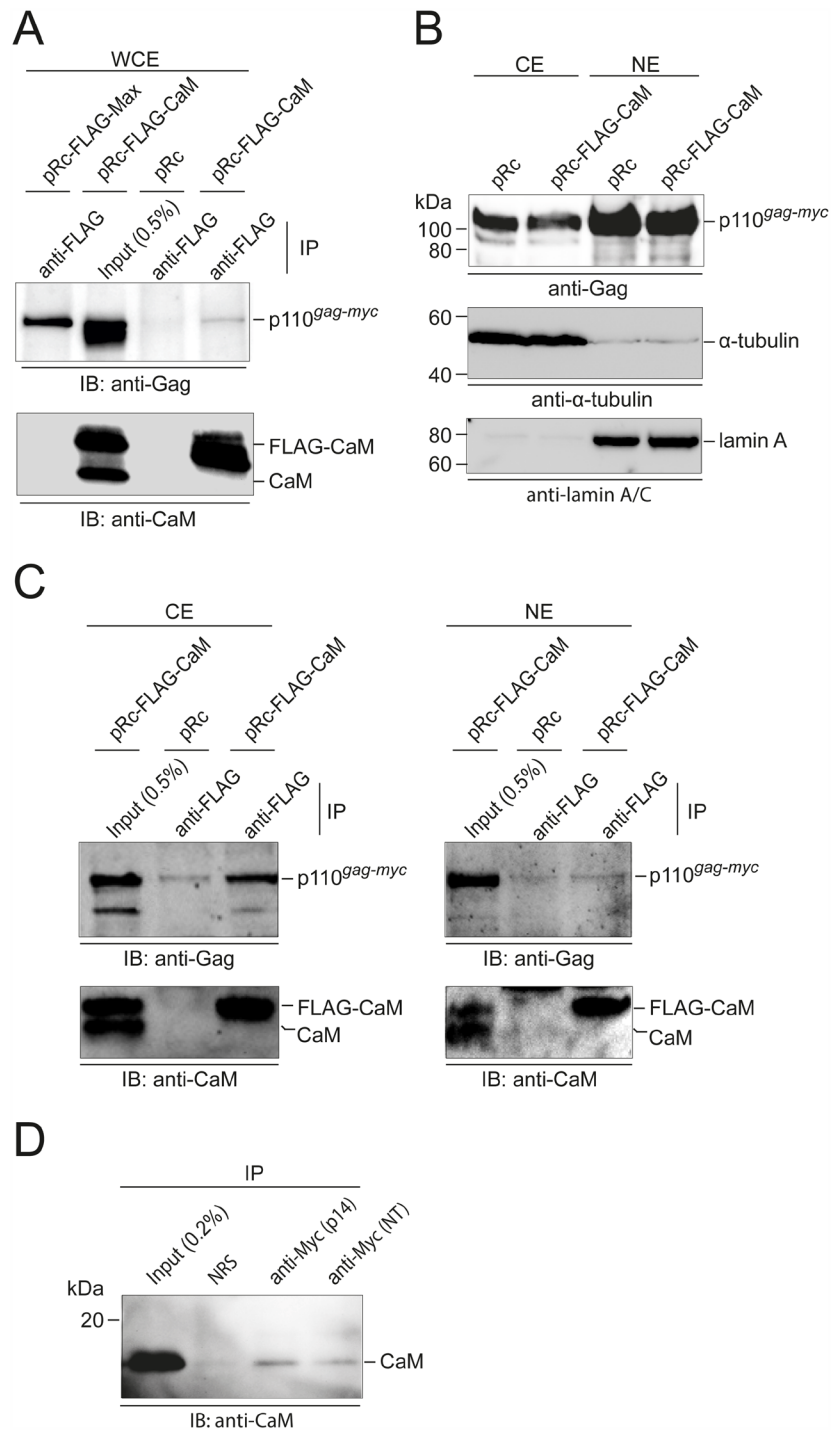 A
WCE
pRc-FLAG-Max
pRc-FLAG-CaM
pRc
pRc-FLAG-CaM
anti-FLAG
Input (0.5%)
anti-FLAG
anti-FLAG
IP
p110gag-myc
IB: anti-Gag
FLAG-CaM
CaM
IB: anti-CaM
B
CE NE
pRc
pRc-FLAG-CaM
pRc
pRc-FLAG-CaM
kDa
100
80
p110gag-myc
anti-Gag
60
40
α-tubulin
anti-α-tubulin
80
60
lamin A
anti-lamin A/C
C
CE
pRc-FLAG-CaM
pRc
pRc-FLAG-CaM
Input (0.5%)
anti-FLAG
anti-FLAG
IP
p110gag-myc
IB: anti-Gag
FLAG-CaM
CaM
IB: anti-CaM
NE
pRc-FLAG-CaM
pRc
pRc-FLAG-CaM
Input (0.5%)
anti-FLAG
anti-FLAG
IP
p110gag-myc
IB: anti-Gag
FLAG-CaM
CaM
IB: anti-CaM
D
IP
Input (0.2%)
NRS
anti-Myc (p14)
anti-Myc (NT)
kDa
20
CaM
IB: anti-CaM